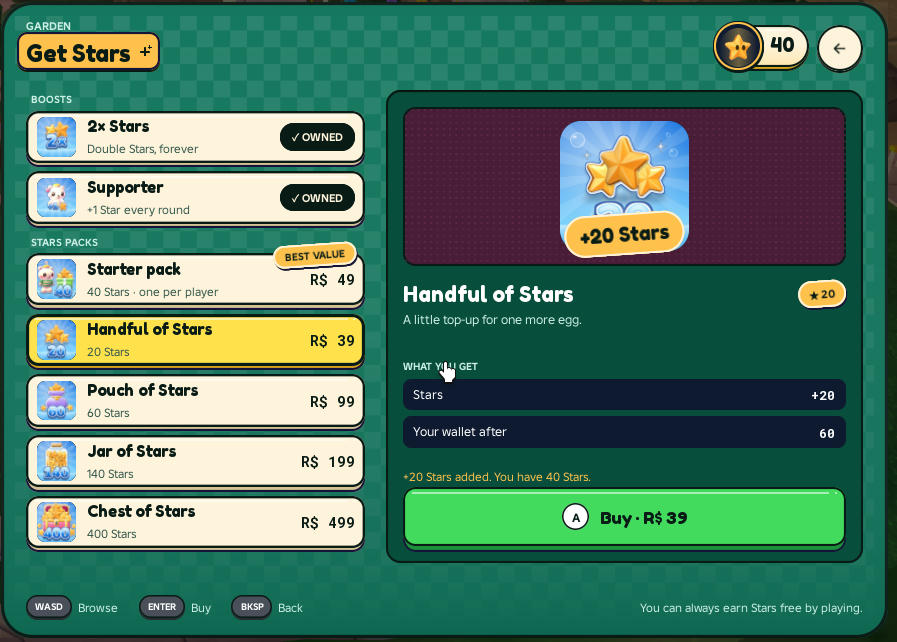 GARDEN
Get Stars
40
BOOSTS
2x Stars
Double Stars, forever
✓ OWNED
Supporter
+1 Star every round
✓ OWNED
STARS PACKS
BEST VALUE
Starter pack
40 Stars · one per player
R$ 49
Handful of Stars
20 Stars
R$ 39
Pouch of Stars
60 Stars
R$ 99
Jar of Stars
140 Stars
R$ 199
Chest of Stars
400 Stars
R$ 499
+20 Stars
Handful of Stars
★ 20
A little top-up for one more egg.
WHAT YOU GET
Stars
+20
Your wallet after
60
+20 Stars added. You have 40 Stars.
A Buy · R$ 39
WASD Browse
ENTER Buy
BKSP Back
You can always earn Stars free by playing.